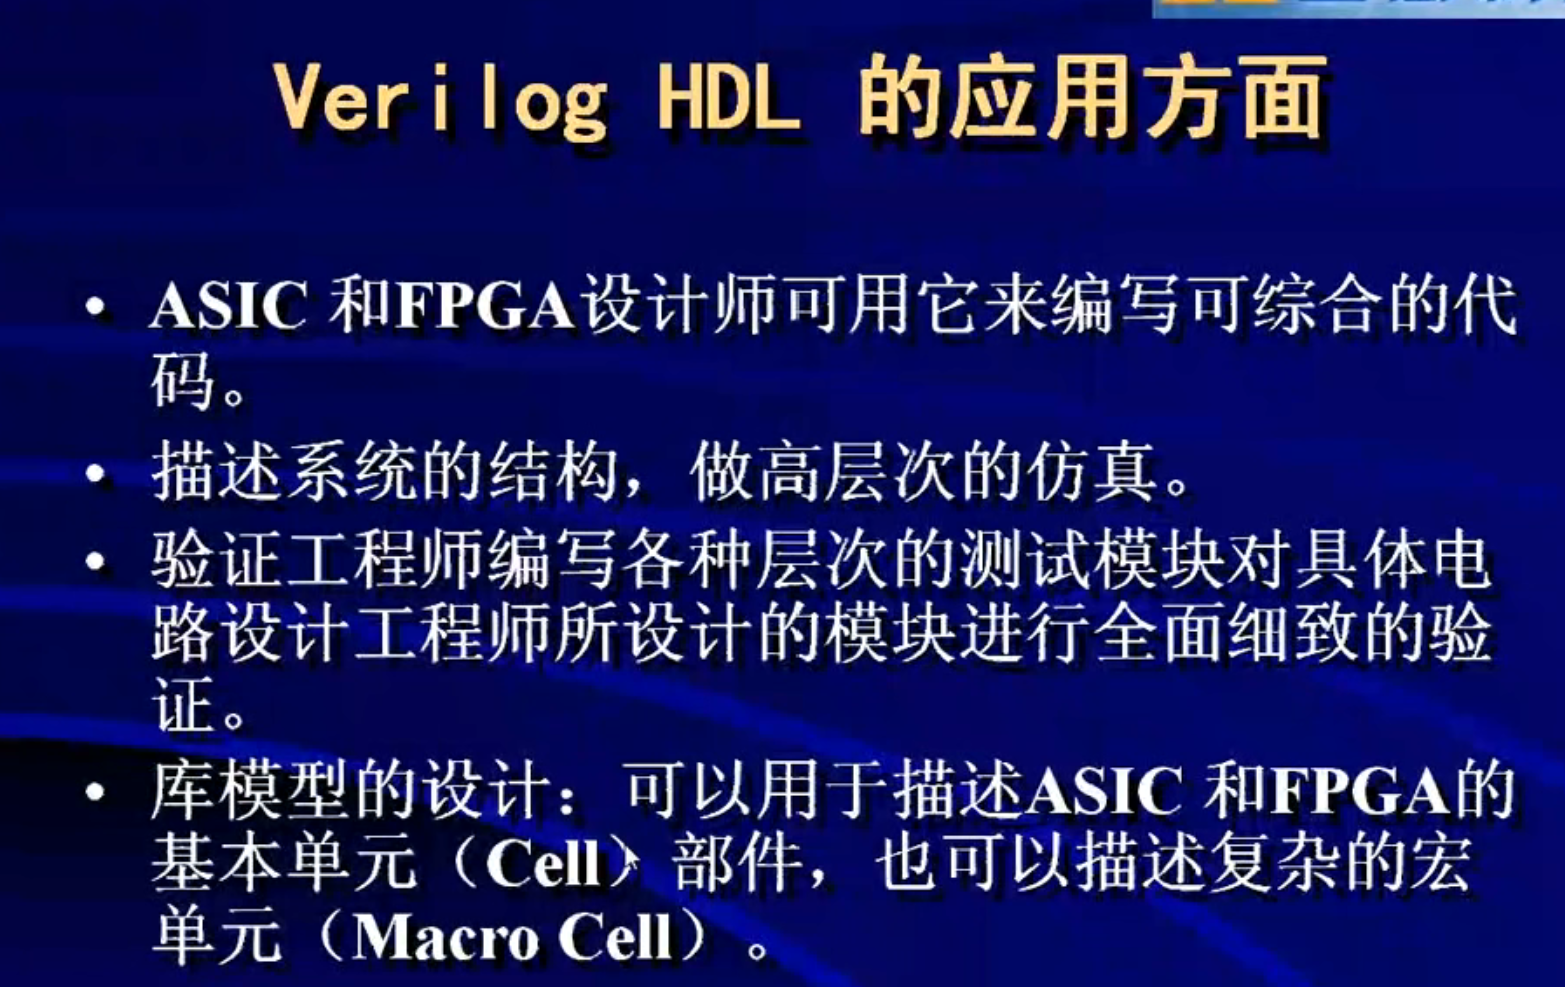 Verilog HDL 的应用方面
• ASIC 和FPGA设计师可用它来编写可综合的代
码。
• 描述系统的结构，做高层次的仿真。
• 验证工程师编写各种层次的测试模块对具体电
路设计工程师所设计的模块进行全面细致的验
证。
• 库模型的设计：可以用于描述ASIC 和FPGA的
基本单元（Cell）部件，也可以描述复杂的宏
单元（Macro Cell）。